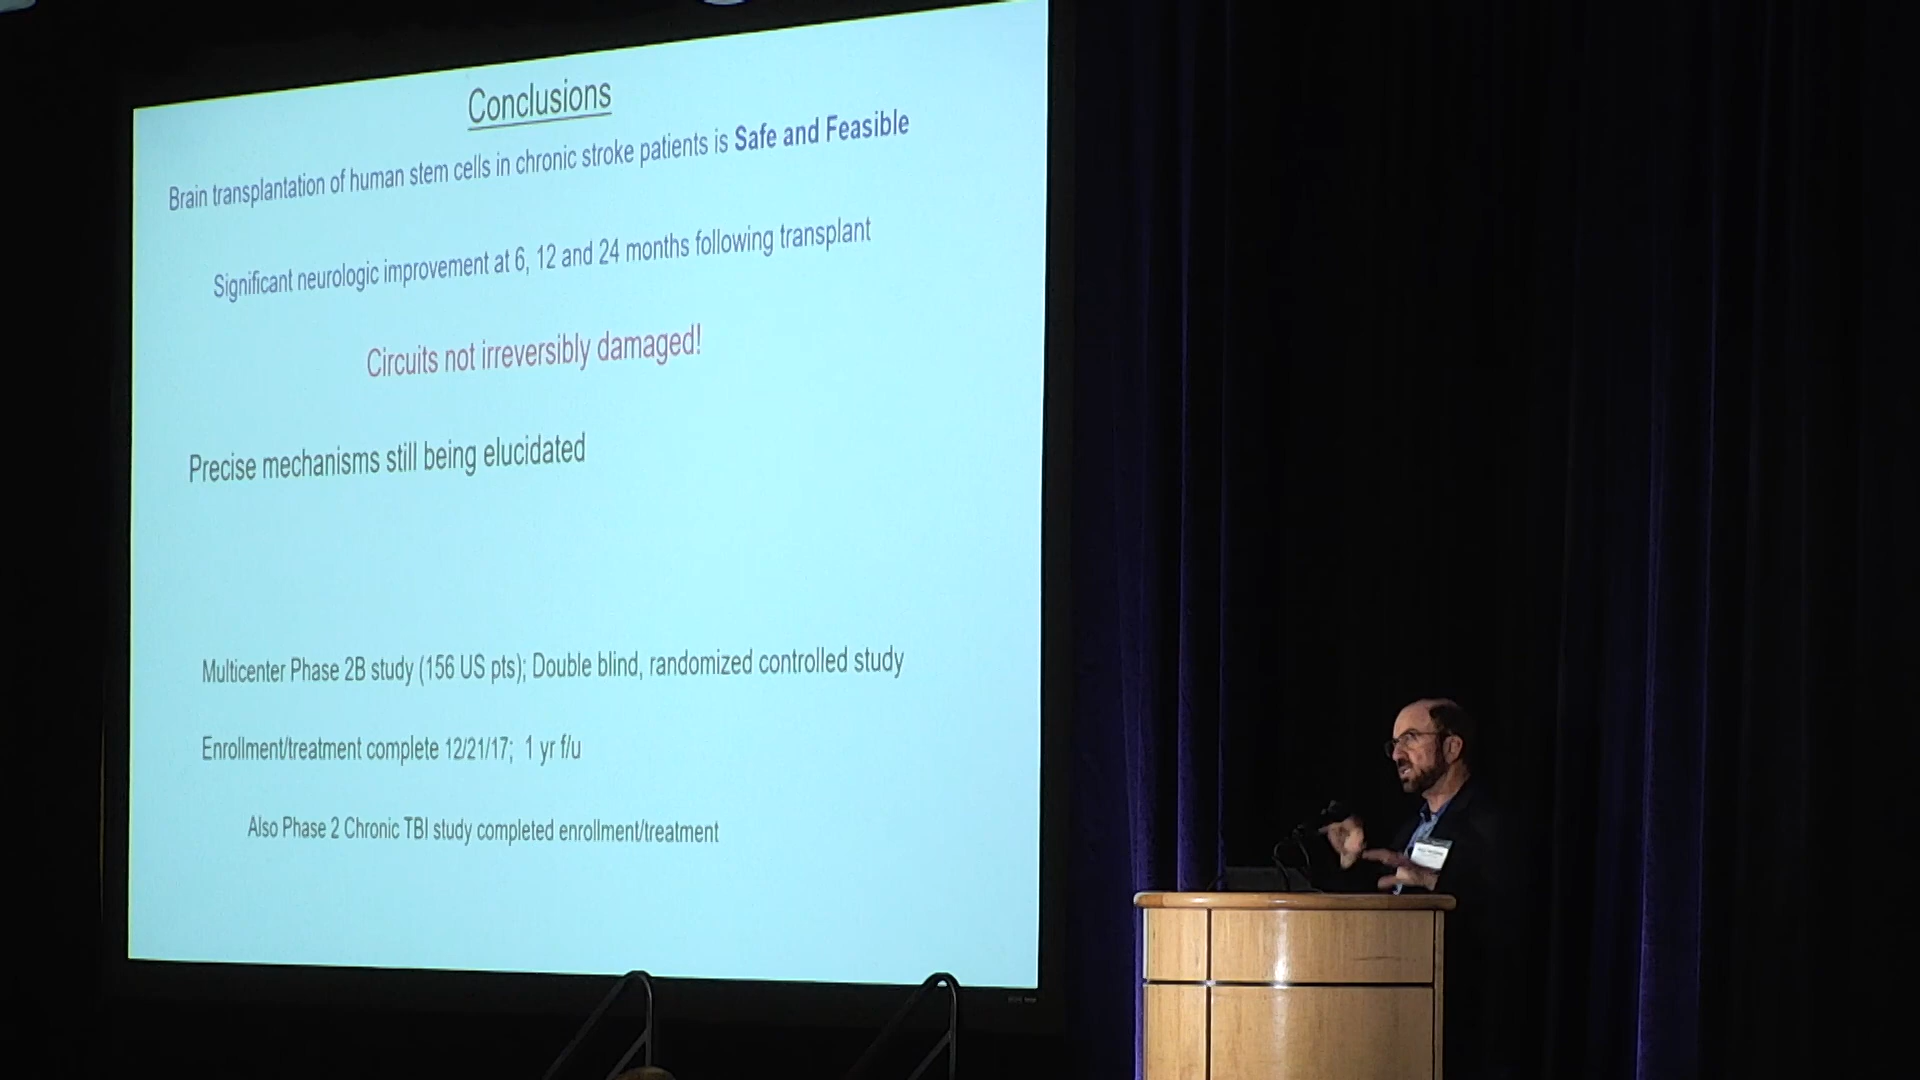 Conclusions
Brain transplantation of human stem cells in chronic stroke patients is Safe and Feasible
Significant neurologic improvement at 6, 12 and 24 months following transplant
Circuits not irreversibly damaged!
Precise mechanisms still being elucidated
Multicenter Phase 2B study (156 US pts); Double blind, randomized controlled study
Enrollment/treatment complete 12/21/17; 1 yr f/u
Also Phase 2 Chronic TBI study completed enrollment/treatment